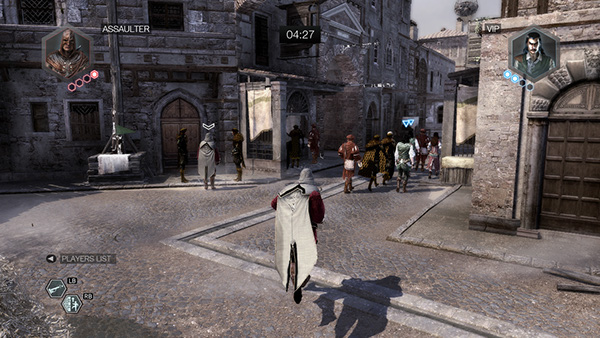 ASSAULTER
04:27
VIP
PLAYERS LIST
LB
RB